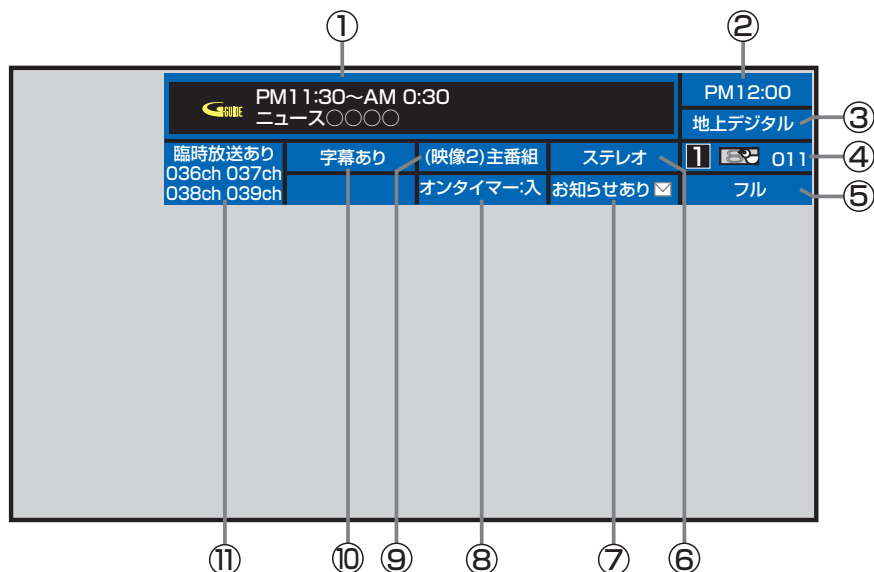 ① ②
G GUIDE
PM11:30～AM 0:30
ニュース○○○○
PM12:00
地上デジタル ③
臨時放送あり
036ch 037ch
038ch 039ch
字幕あり
(映像2)主番組
ステレオ
1 011 ④
オンタイマー:入
お知らせあり
フル ⑤
⑪ ⑩ ⑨ ⑧ ⑦ ⑥